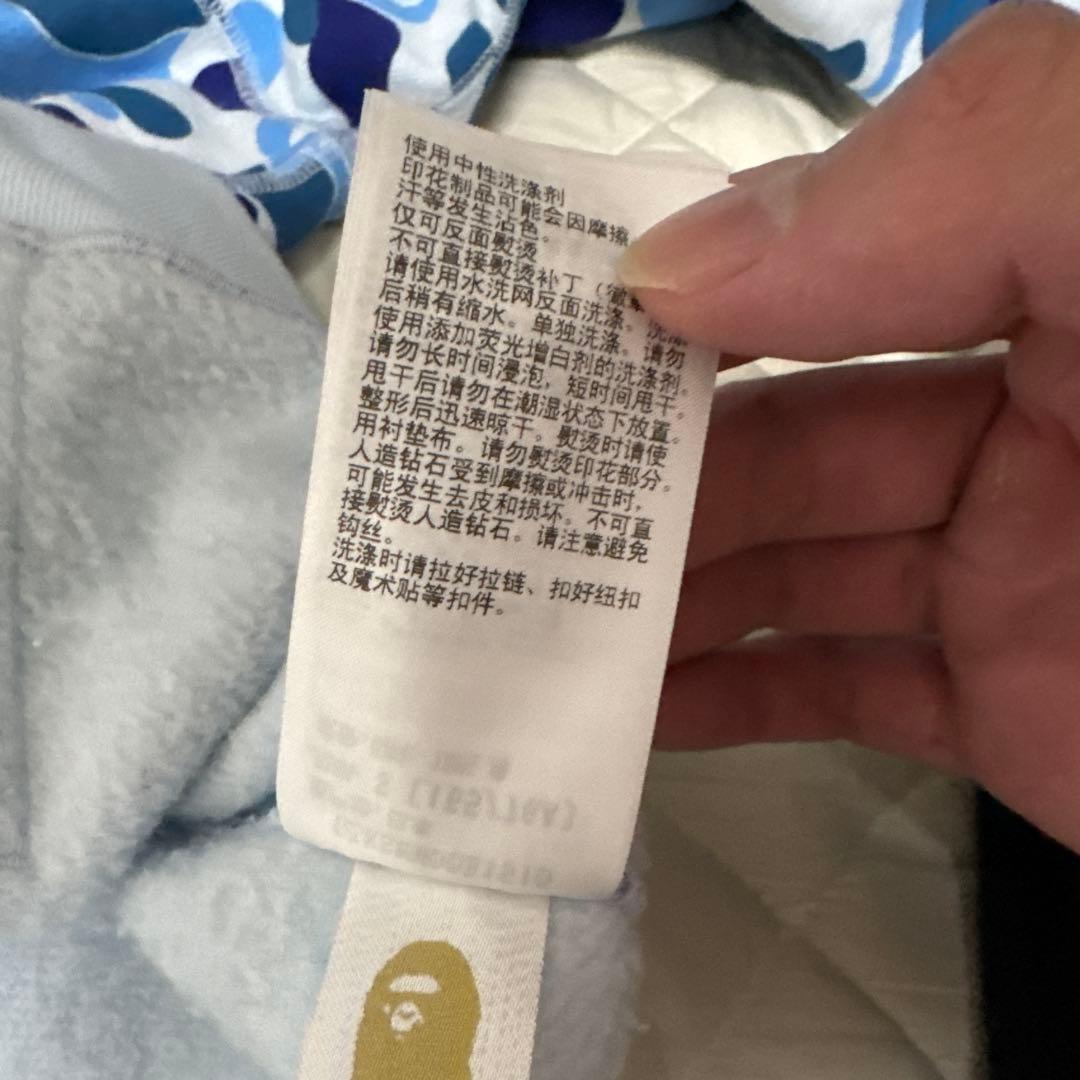 使用中性洗涤剂
印花制品可能会因摩擦
汗等发生沾色。
仅可反面熨烫
不可直接熨烫补丁（徽章
请使用水洗网反面洗涤。洗涤
后稍有缩水。单独洗涤。请勿
使用添加荧光增白剂的洗涤剂。
请勿长时间浸泡，短时间甩干。
甩干后请勿在潮湿状态下放置。
整形后迅速晾干。熨烫时请使
用衬垫布。请勿熨烫印花部分。
人造钻石受到摩擦或冲击时，
可能发生去皮和损坏。不可直
接熨烫人造钻石。请注意避免
钩丝。
洗涤时请拉好拉链、扣好纽扣
及魔术贴等扣件。
S (165/76A)